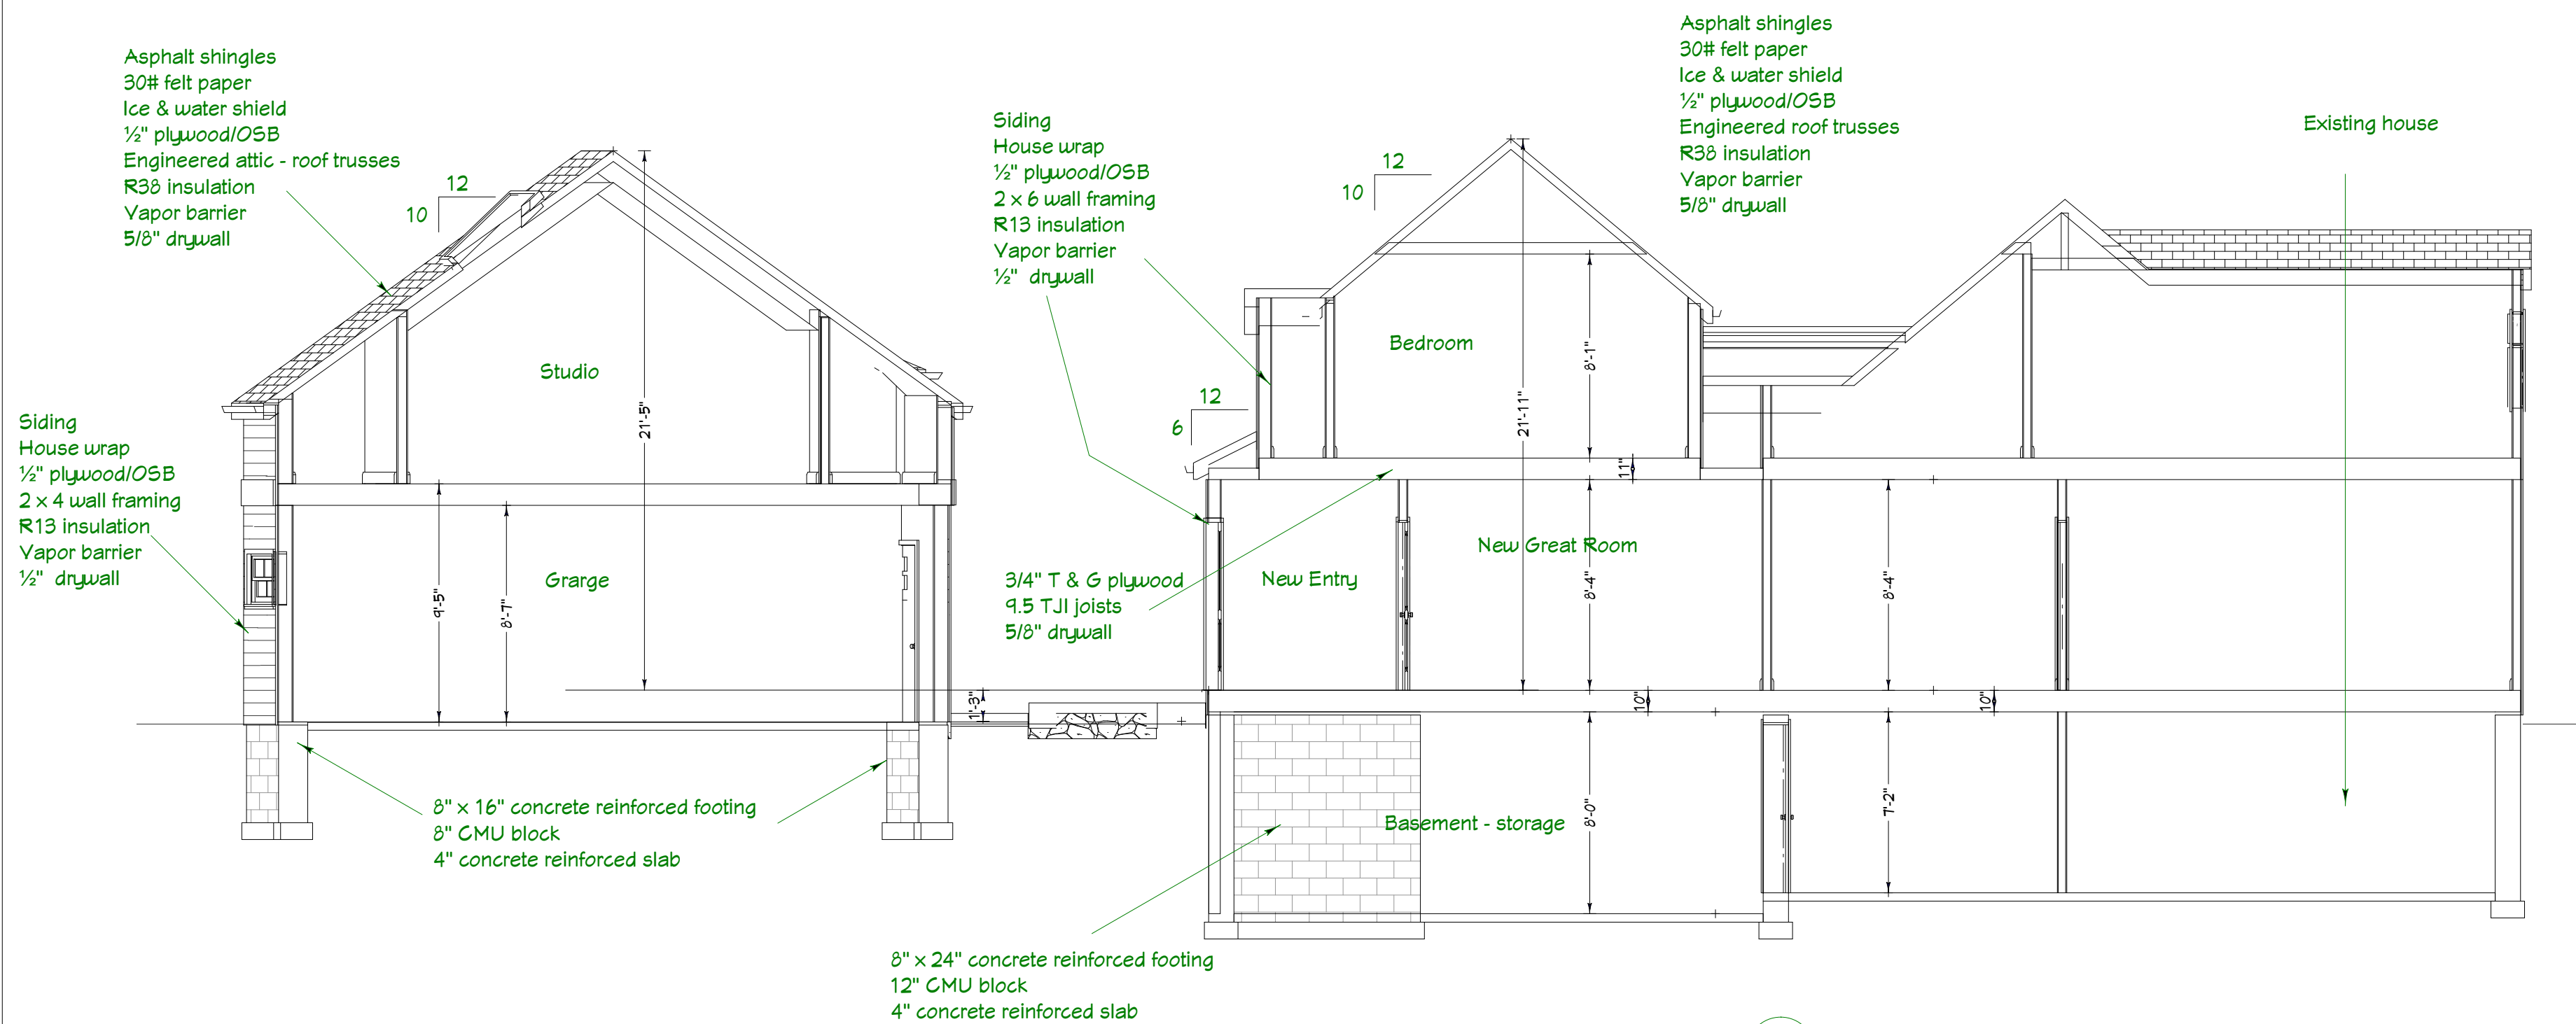 Asphalt shingles
30# felt paper
Ice & water shield
½" plywood/OSB
Engineered attic - roof trusses
R38 insulation
Vapor barrier
5/8" drywall
12
10
Siding
House wrap
½" plywood/OSB
2 x 4 wall framing
R13 insulation
Vapor barrier
½" drywall
Studio
21'-5"
Grarge
9'-5"
8'-7"
1'-3"
8" x 16" concrete reinforced footing
8" CMU block
4" concrete reinforced slab
Siding
House wrap
½" plywood/OSB
2 x 6 wall framing
R13 insulation
Vapor barrier
½" drywall
12
10
12
6
Asphalt shingles
30# felt paper
Ice & water shield
½" plywood/OSB
Engineered roof trusses
R38 insulation
Vapor barrier
5/8" drywall
Existing house
Bedroom
21'-11"
8'-1"
11"
3/4" T & G plywood
9.5 TJI joists
5/8" drywall
New Entry
New Great Room
8'-4"
8'-4"
10"
10"
Basement - storage
8'-0"
7'-2"
8" x 24" concrete reinforced footing
12" CMU block
4" concrete reinforced slab